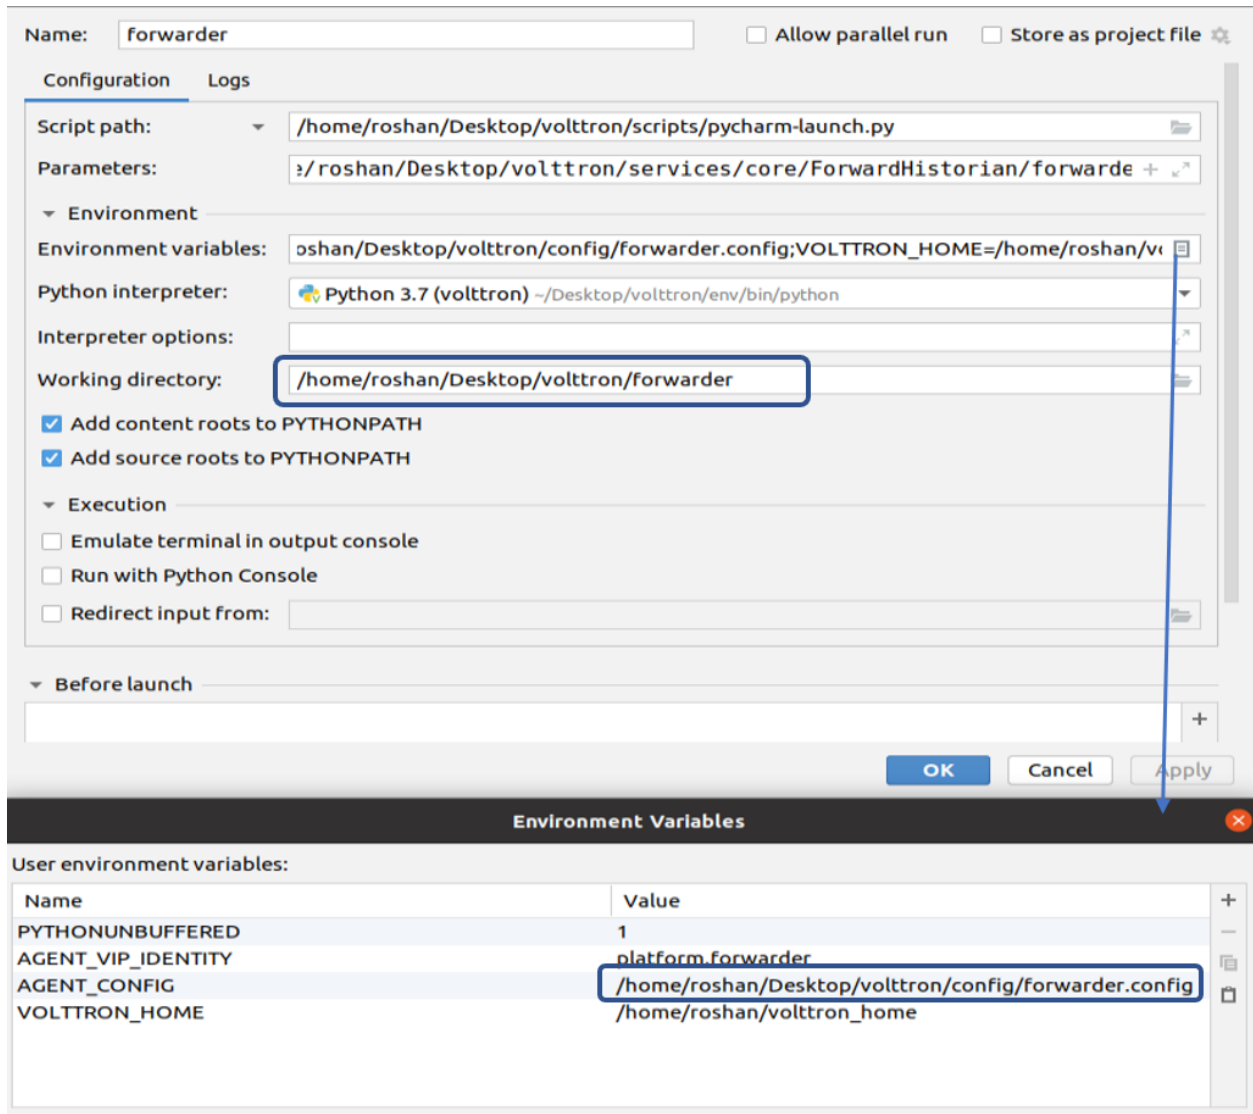 Name: forwarder Allow parallel run Store as project file
Configuration Logs
Script path: /home/roshan/Desktop/volttron/scripts/pycharm-launch.py
Parameters: e/roshan/Desktop/volttron/services/core/ForwardHistorian/forwarde
Environment
Environment variables: oshan/Desktop/volttron/config/forwarder.config;VOLTTRON_HOME=/home/roshan/vo
Python interpreter: Python 3.7 (volttron) ~/Desktop/volttron/env/bin/python
Interpreter options:
Working directory: /home/roshan/Desktop/volttron/forwarder
Add content roots to PYTHONPATH
Add source roots to PYTHONPATH
Execution
Emulate terminal in output console
Run with Python Console
Redirect input from:
Before launch
OK Cancel Apply
Environment Variables
User environment variables:
Name Value
PYTHONUNBUFFERED 1
AGENT_VIP_IDENTITY platform.forwarder
AGENT_CONFIG /home/roshan/Desktop/volttron/config/forwarder.config
VOLTTRON_HOME /home/roshan/volttron_home